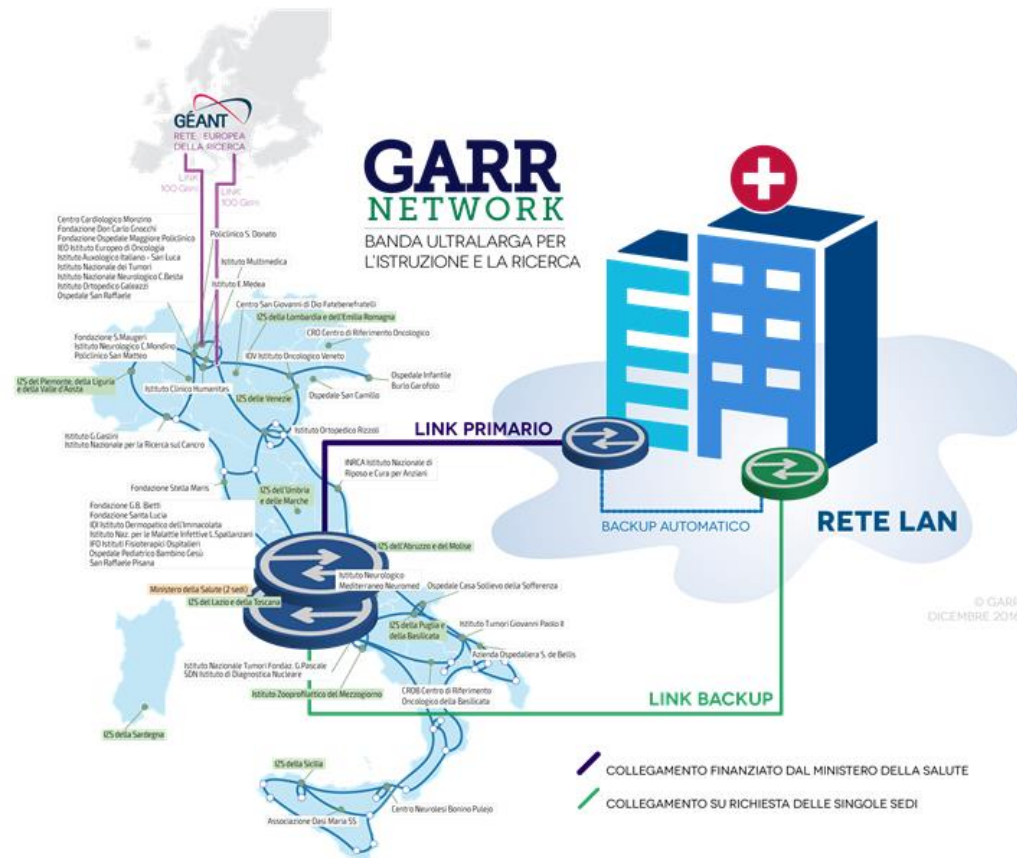 GÉANT
RETE EUROPEA
DELLA RICERCA
LINK
100 Gbps
LINK
100 Gbps
GARR
NETWORK
BANDA ULTRALARGA PER
L'ISTRUZIONE E LA RICERCA
Centro Cardiologico Monzino
Fondazione Don Carlo Gnocchi
Fondazione Ospedale Maggiore Policlinico
IEO Istituto Europeo di Oncologia
Istituto Auxologico Italiano - San Luca
Istituto Nazionale dei Tumori
Istituto Nazionale Neurologico C.Besta
Istituto Ortopedico Galeazzi
Ospedale San Raffaele
Policlinico S. Donato
Istituto Multimedica
Istituto E.Medea
Centro San Giovanni di Dio Fatebenefratelli
IZS della Lombardia e dell'Emilia Romagna
CRO Centro di Riferimento Oncologico
Fondazione S.Maugeri
Istituto Neurologico C.Mondino
Policlinico San Matteo
IOV Istituto Oncologico Veneto
IZS del Piemonte, della Liguria
e della Valle d'Aosta
Istituto Clinico Humanitas
IZS delle Venezie
Ospedale San Camillo
Ospedale Infantile
Burlo Garofolo
Istituto G.Gaslini
Istituto Nazionale per la Ricerca sul Cancro
Istituto Ortopedico Rizzoli
LINK PRIMARIO
INRCA Istituto Nazionale di
Riposo e Cura per Anziani
Fondazione Stella Maris
IZS dell'Umbria
e delle Marche
BACKUP AUTOMATICO
RETE LAN
Fondazione G.B. Bietti
Fondazione Santa Lucia
IDI Istituto Dermopatico dell'Immacolata
Istituto Naz. per le Malattie Infettive L.Spallanzani
IFO Istituti Fisioterapici Ospitalieri
Ospedale Pediatrico Bambino Gesù
San Raffaele Pisana
IZS dell'Abruzzo e del Molise
Ministero della Salute (2 sedi)
IZS del Lazio e della Toscana
Istituto Neurologico
Mediterraneo Neuromed
Ospedale Casa Sollievo della Sofferenza
© GARR
DICEMBRE 2016
IZS della Puglia e
della Basilicata
Istituto Tumori Giovanni Paolo II
Azienda Ospedaliera S. de Bellis
Istituto Nazionale Tumori Fondaz. G.Pascale
SDN Istituto di Diagnostica Nucleare
Istituto Zooprofilattico del Mezzogiorno
CROB Centro di Riferimento
Oncologico della Basilicata
LINK BACKUP
IZS della Sardegna
IZS della Sicilia
Centro Neurolesi Bonino Pulejo
Associazione Oasi Maria SS
COLLEGAMENTO FINANZIATO DAL MINISTERO DELLA SALUTE
COLLEGAMENTO SU RICHIESTA DELLE SINGOLE SEDI